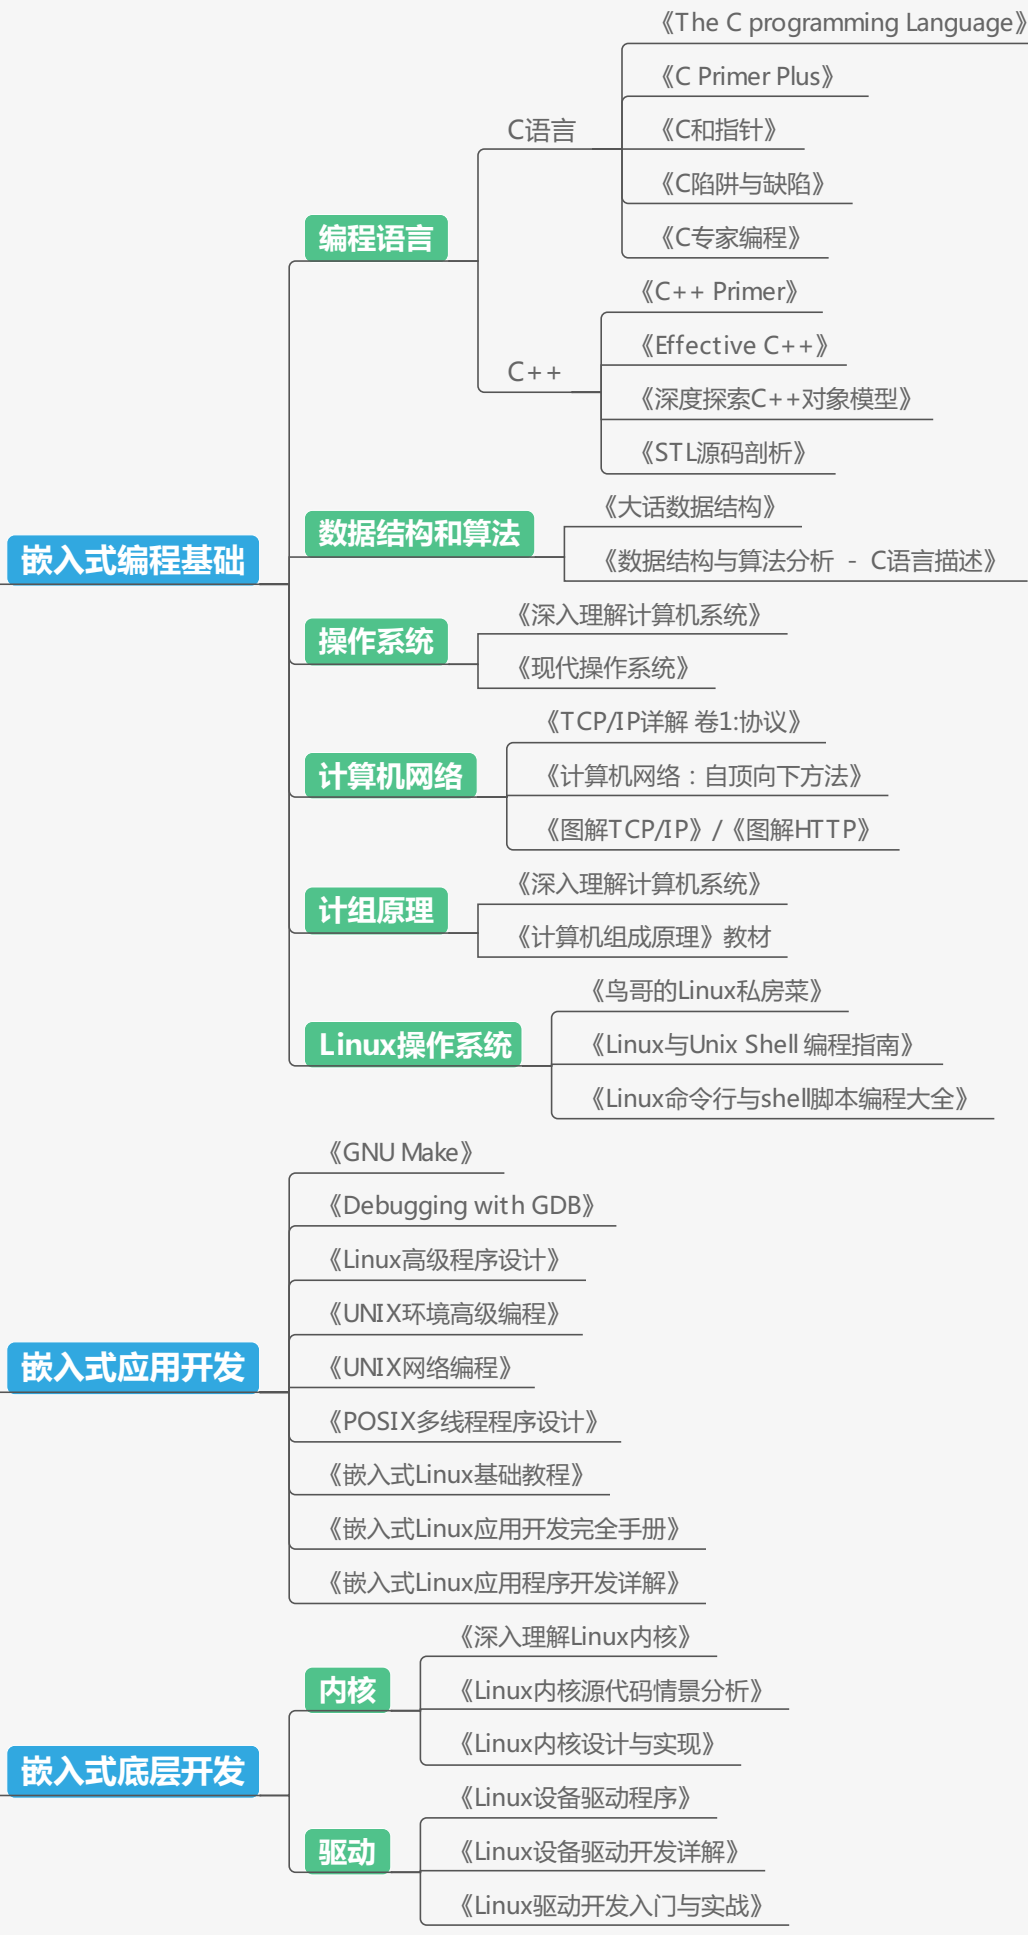 《The C programming Language》
《C Primer Plus》
C语言
《C和指针》
《C陷阱与缺陷》
编程语言
《C专家编程》
《C++ Primer》
《Effective C++》
C++
《深度探索C++对象模型》
《STL源码剖析》
《大话数据结构》
数据结构和算法
嵌入式编程基础
《数据结构与算法分析 - C语言描述》
《深入理解计算机系统》
操作系统
《现代操作系统》
《TCP/IP详解 卷1:协议》
计算机网络
《计算机网络：自顶向下方法》
《图解TCP/IP》/《图解HTTP》
《深入理解计算机系统》
计组原理
《计算机组成原理》教材
《鸟哥的Linux私房菜》
Linux操作系统
《Linux与Unix Shell 编程指南》
《Linux命令行与shell脚本编程大全》
《GNU Make》
《Debugging with GDB》
《Linux高级程序设计》
《UNIX环境高级编程》
嵌入式应用开发
《UNIX网络编程》
《POSIX多线程程序设计》
《嵌入式Linux基础教程》
《嵌入式Linux应用开发完全手册》
《嵌入式Linux应用程序开发详解》
《深入理解Linux内核》
内核
《Linux内核源代码情景分析》
《Linux内核设计与实现》
嵌入式底层开发
《Linux设备驱动程序》
驱动
《Linux设备驱动开发详解》
《Linux驱动开发入门与实战》